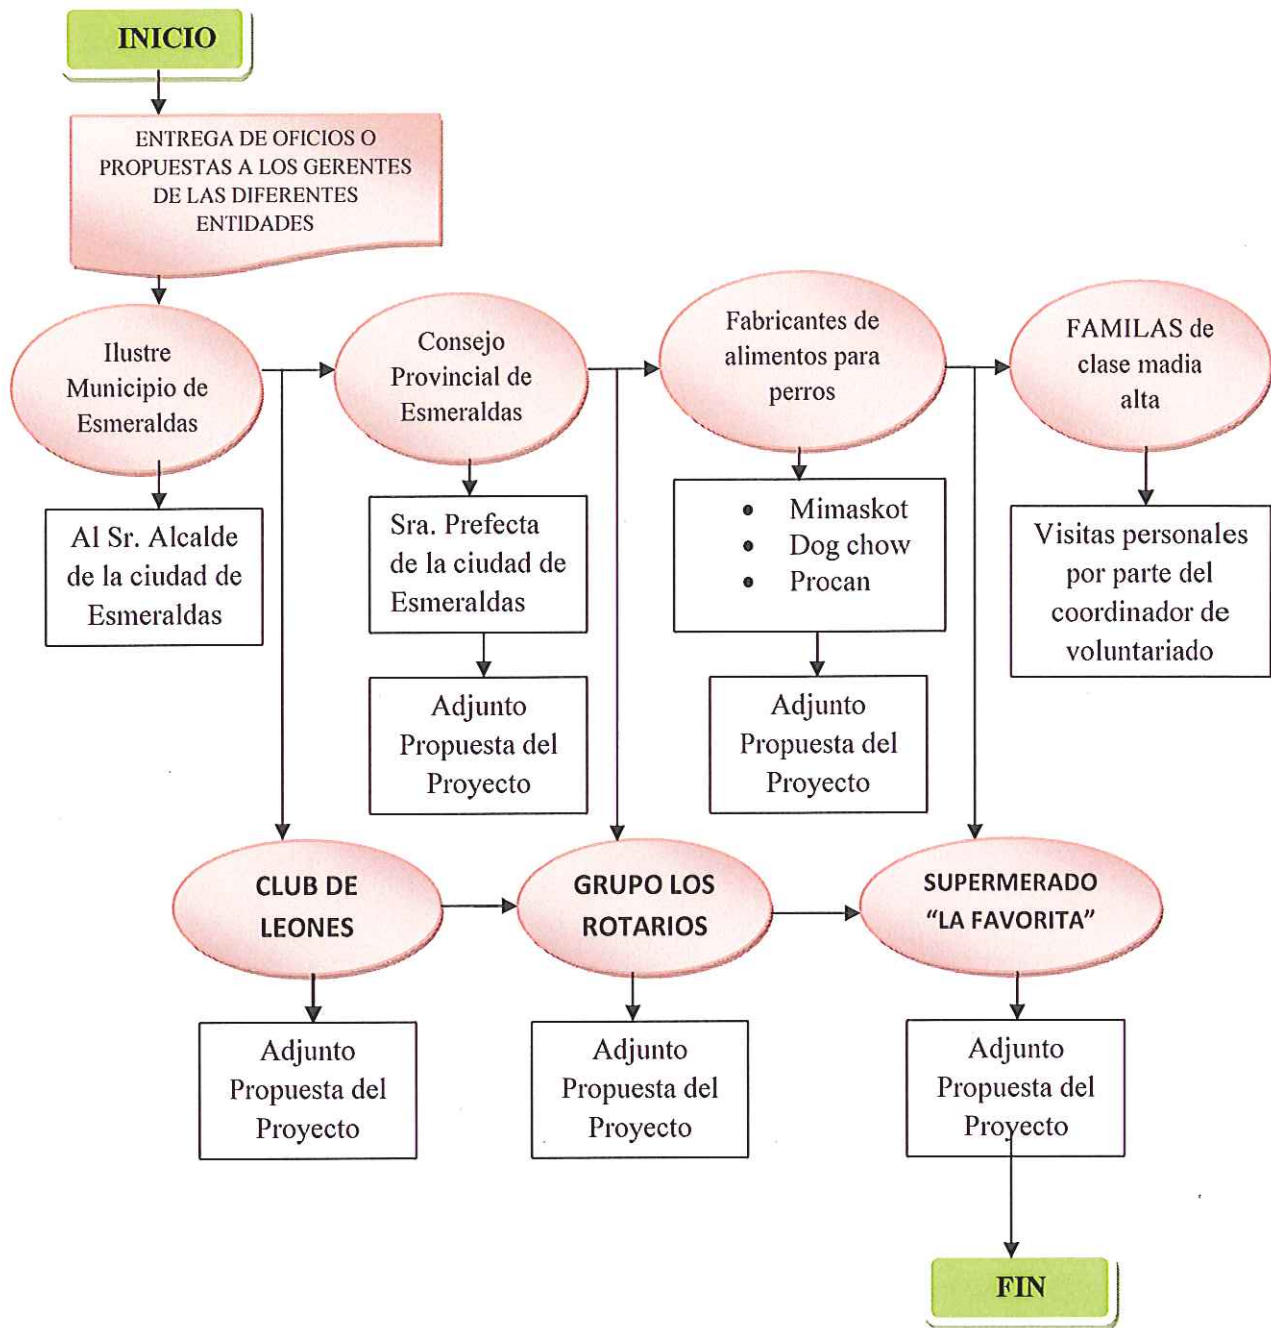 INICIO
ENTREGA DE OFICIOS O
PROPUESTAS A LOS GERENTES
DE LAS DIFERENTES
ENTIDADES
Ilustre
Municipio de
Esmeraldas
Consejo
Provincial de
Esmeraldas
Fabricantes de
alimentos para
perros
FAMILAS de
clase madia
alta
Al Sr. Alcalde
de la ciudad de
Esmeraldas
Sra. Prefecta
de la ciudad de
Esmeraldas
• Mimaskot
• Dog chow
• Procan
Visitas personales
por parte del
coordinador de
voluntariado
Adjunto
Propuesta del
Proyecto
Adjunto
Propuesta del
Proyecto
CLUB DE
LEONES
GRUPO LOS
ROTARIOS
SUPERMERADO
“LA FAVORITA”
Adjunto
Propuesta del
Proyecto
Adjunto
Propuesta del
Proyecto
Adjunto
Propuesta del
Proyecto
FIN